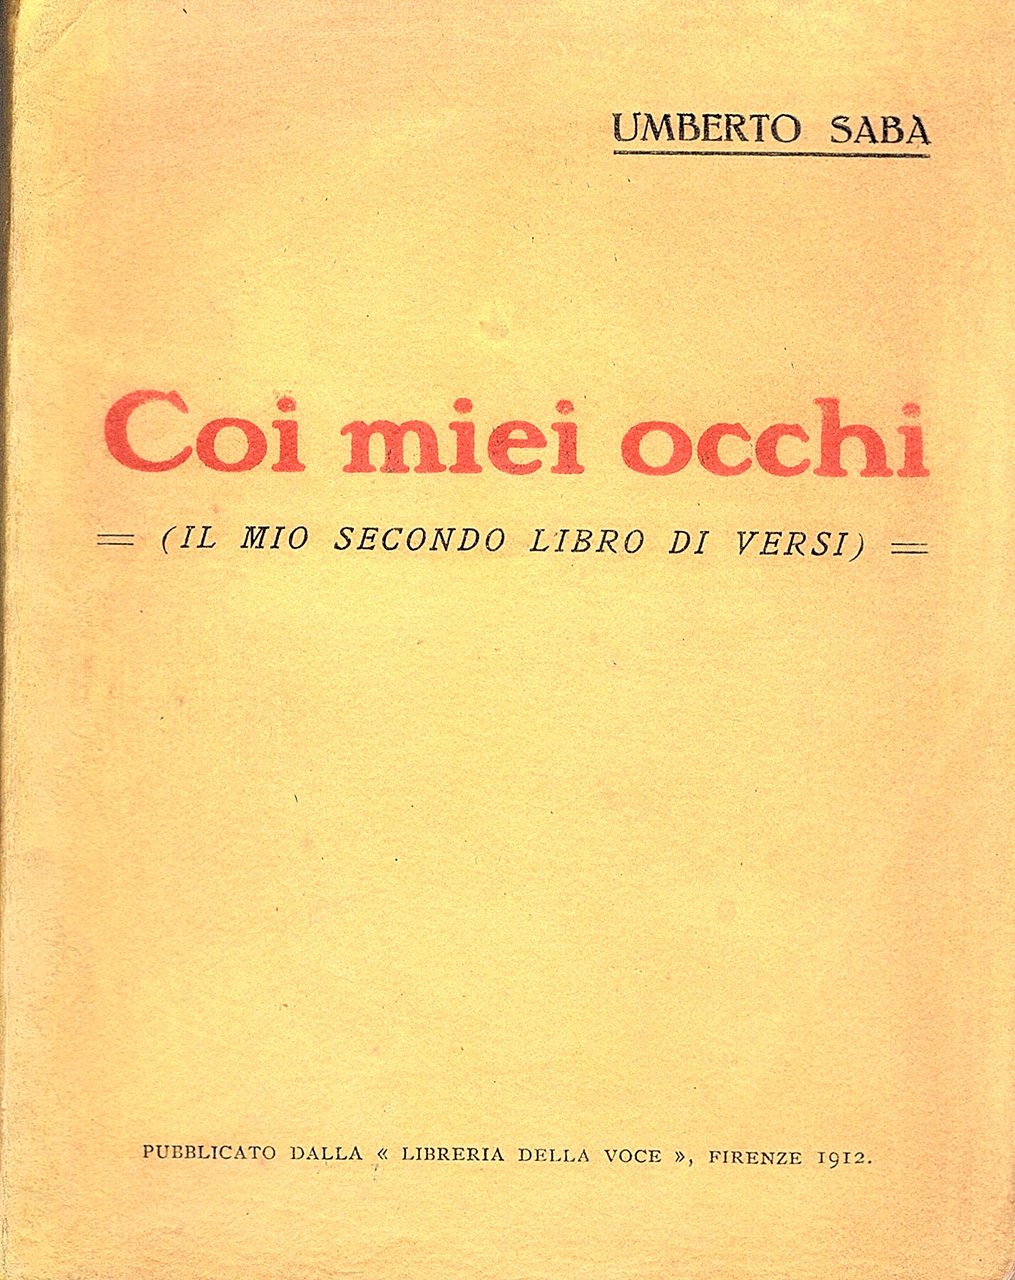 UMBERTO SABA
Coi miei occhi
= (IL MIO SECONDO LIBRO DI VERSI) =
PUBBLICATO DALLA « LIBRERIA DELLA VOCE », FIRENZE 1912.